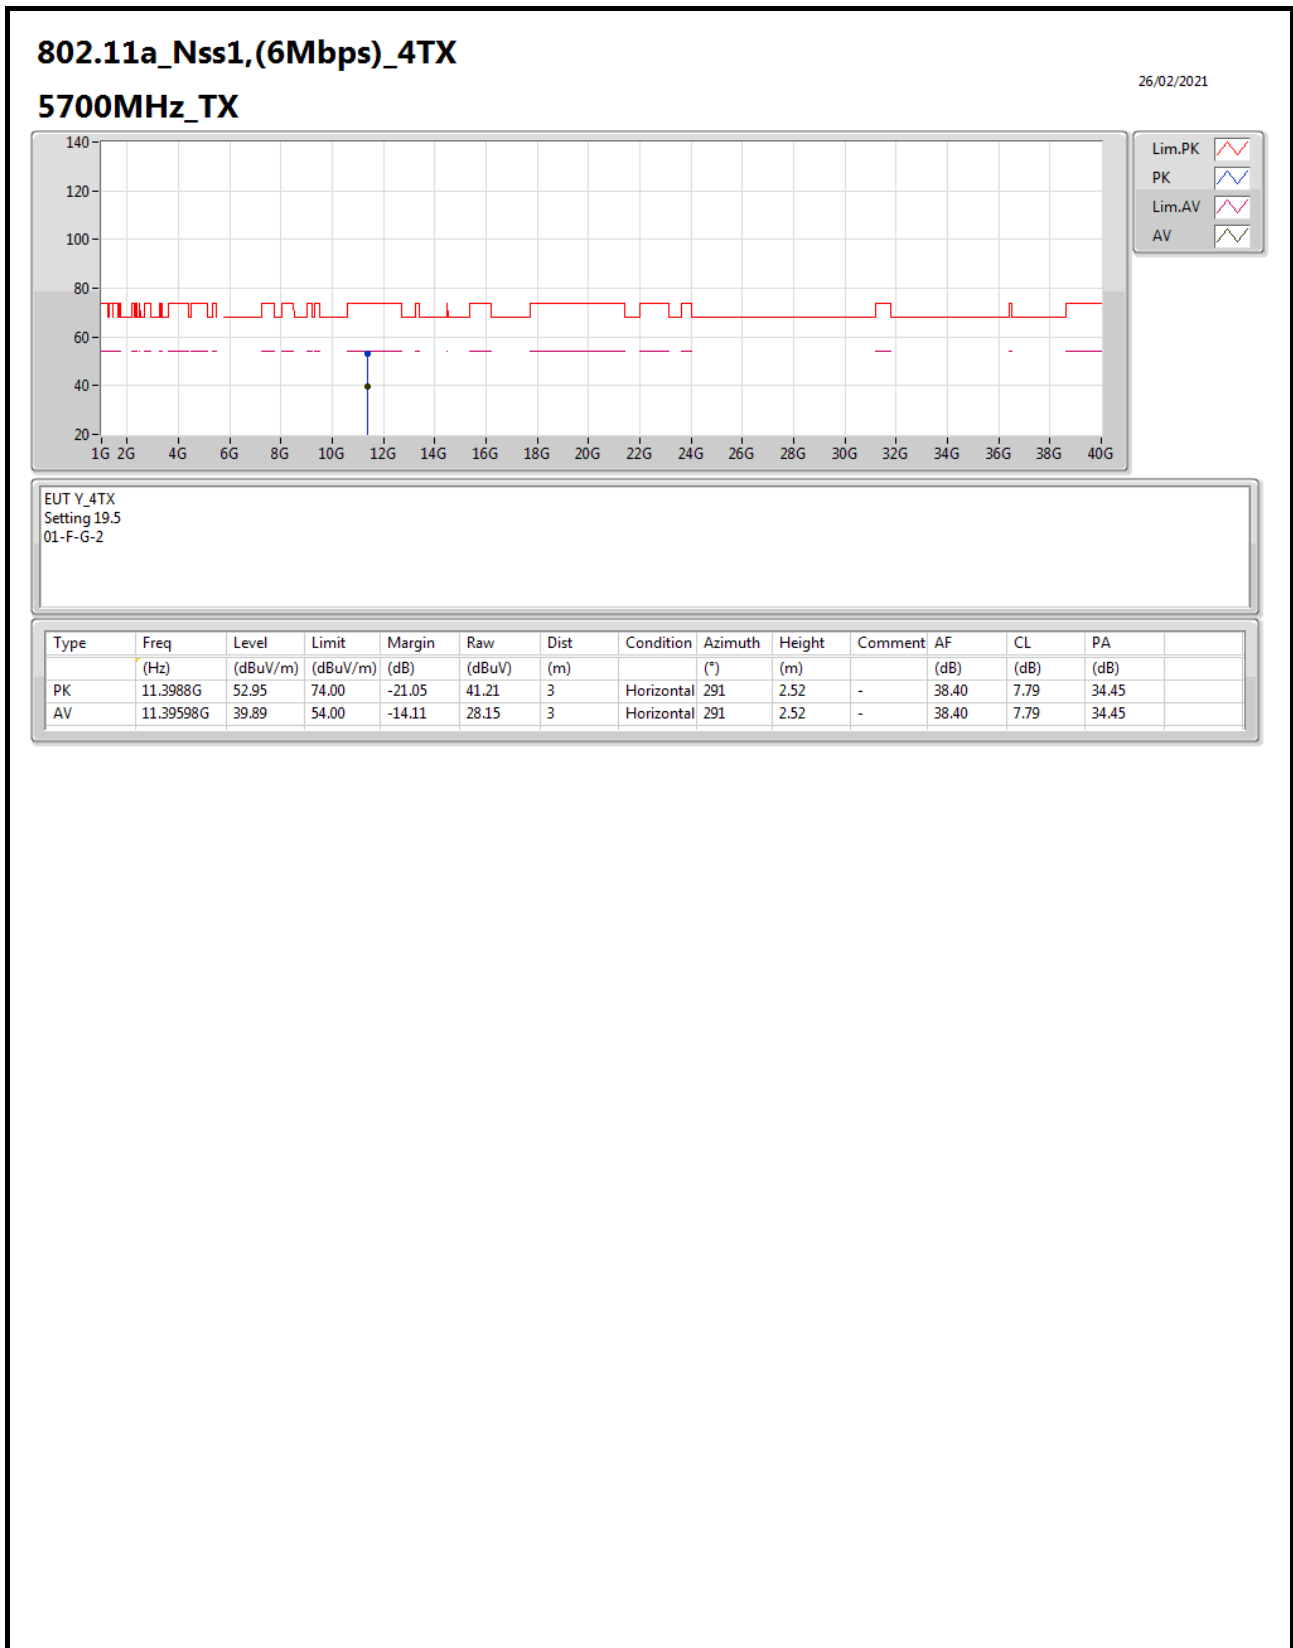 802.11a_Nss1,(6Mbps)_4TX
26/02/2021
5700MHz_TX
140
120
100
80
60
40
20
1G 2G 4G 6G 8G 10G 12G 14G 16G 18G 20G 22G 24G 26G 28G 30G 32G 34G 36G 38G 40G
Lim.PK
PK
Lim.AV
AV
EUT Y_4TX
Setting 19.5
01-F-G-2
Type Freq Level Limit Margin Raw Dist Condition Azimuth Height Comment AF CL PA
(Hz) (dBuV/m) (dBuV/m) (dB) (dBuV) (m) (°) (m) (dB) (dB) (dB)
PK 11.3988G 52.95 74.00 -21.05 41.21 3 Horizontal 291 2.52 - 38.40 7.79 34.45
AV 11.39598G 39.89 54.00 -14.11 28.15 3 Horizontal 291 2.52 - 38.40 7.79 34.45